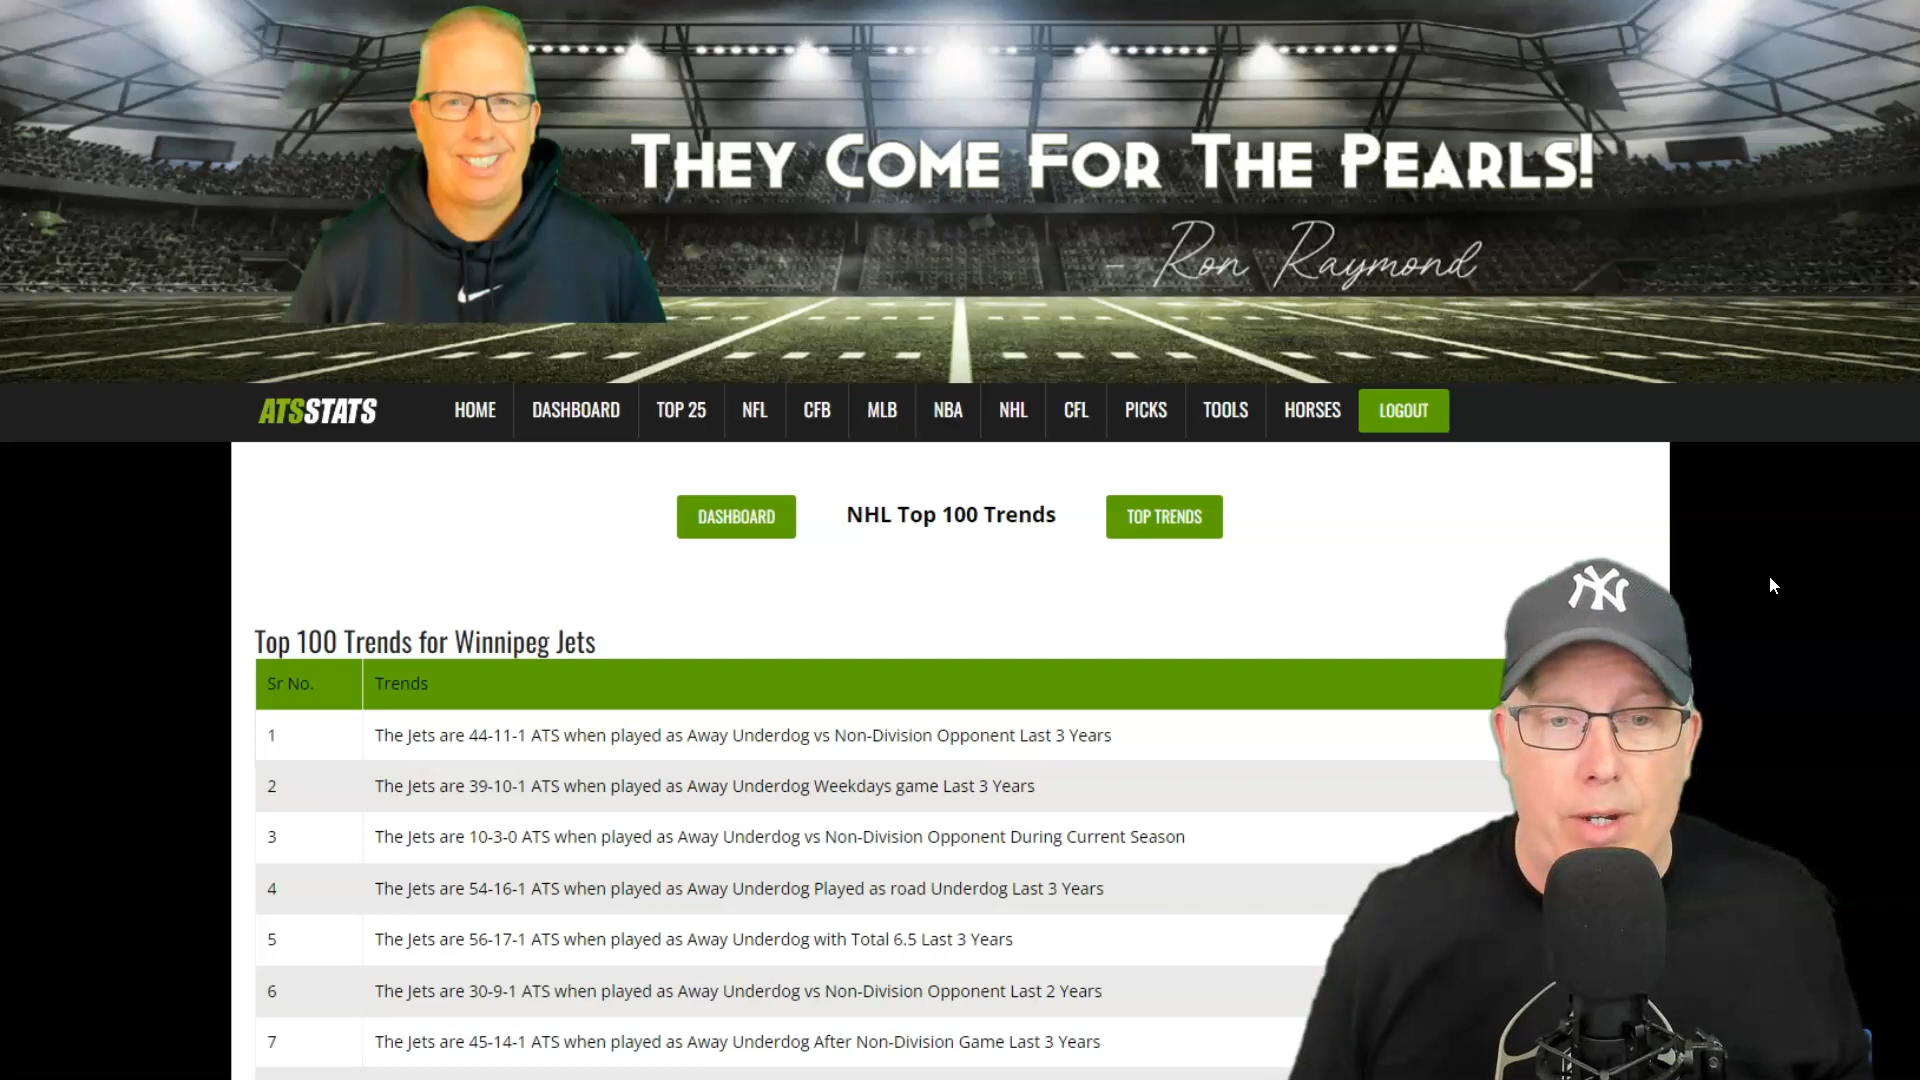 THEY COME FOR THE PEARLS!
- Ron Raymond
ATSSTATS
HOME
DASHBOARD
TOP 25
NFL
CFB
MLB
NBA
NHL
CFL
PICKS
TOOLS
HORSES
LOGOUT
DASHBOARD
NHL Top 100 Trends
TOP TRENDS
NY
Top 100 Trends for Winnipeg Jets
Sr No. Trends
1 The Jets are 44-11-1 ATS when played as Away Underdog vs Non-Division Opponent Last 3 Years
2 The Jets are 39-10-1 ATS when played as Away Underdog Weekdays game Last 3 Years
3 The Jets are 10-3-0 ATS when played as Away Underdog vs Non-Division Opponent During Current Season
4 The Jets are 54-16-1 ATS when played as Away Underdog Played as road Underdog Last 3 Years
5 The Jets are 56-17-1 ATS when played as Away Underdog with Total 6.5 Last 3 Years
6 The Jets are 30-9-1 ATS when played as Away Underdog vs Non-Division Opponent Last 2 Years
7 The Jets are 45-14-1 ATS when played as Away Underdog After Non-Division Game Last 3 Years